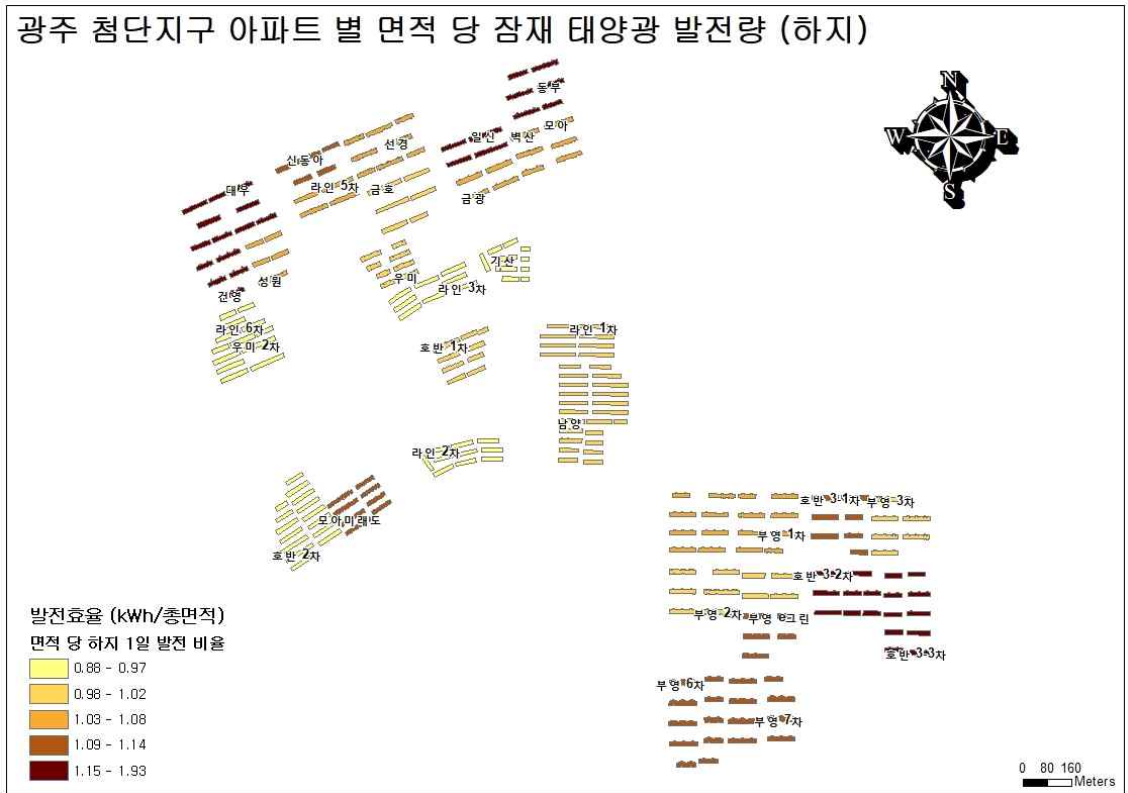 광주 첨단지구 아파트 별 면적 당 잠재 태양광 발전량 (하지)
N
W E
S
동부
일신 벽산 모아
선경
신동아
라인 5차 금호
금광
대우
성원
건영
우미
라인 3차
기산
라인 6차
우미 2차
호반 1차
라인 1차
남양
라인 2차
모아미래도
호반 2차
호반 3-1차 부영 3차
부영 1차
호반 3-2차
부영 2차 부영 e그린
호반 3-3차
부영 6차
부영 7차
발전효율 (kWh/총면적)
면적 당 하지 1일 발전 비율
0.88 - 0.97
0.98 - 1.02
1.03 - 1.08
1.09 - 1.14
1.15 - 1.93
0 80 160
Meters